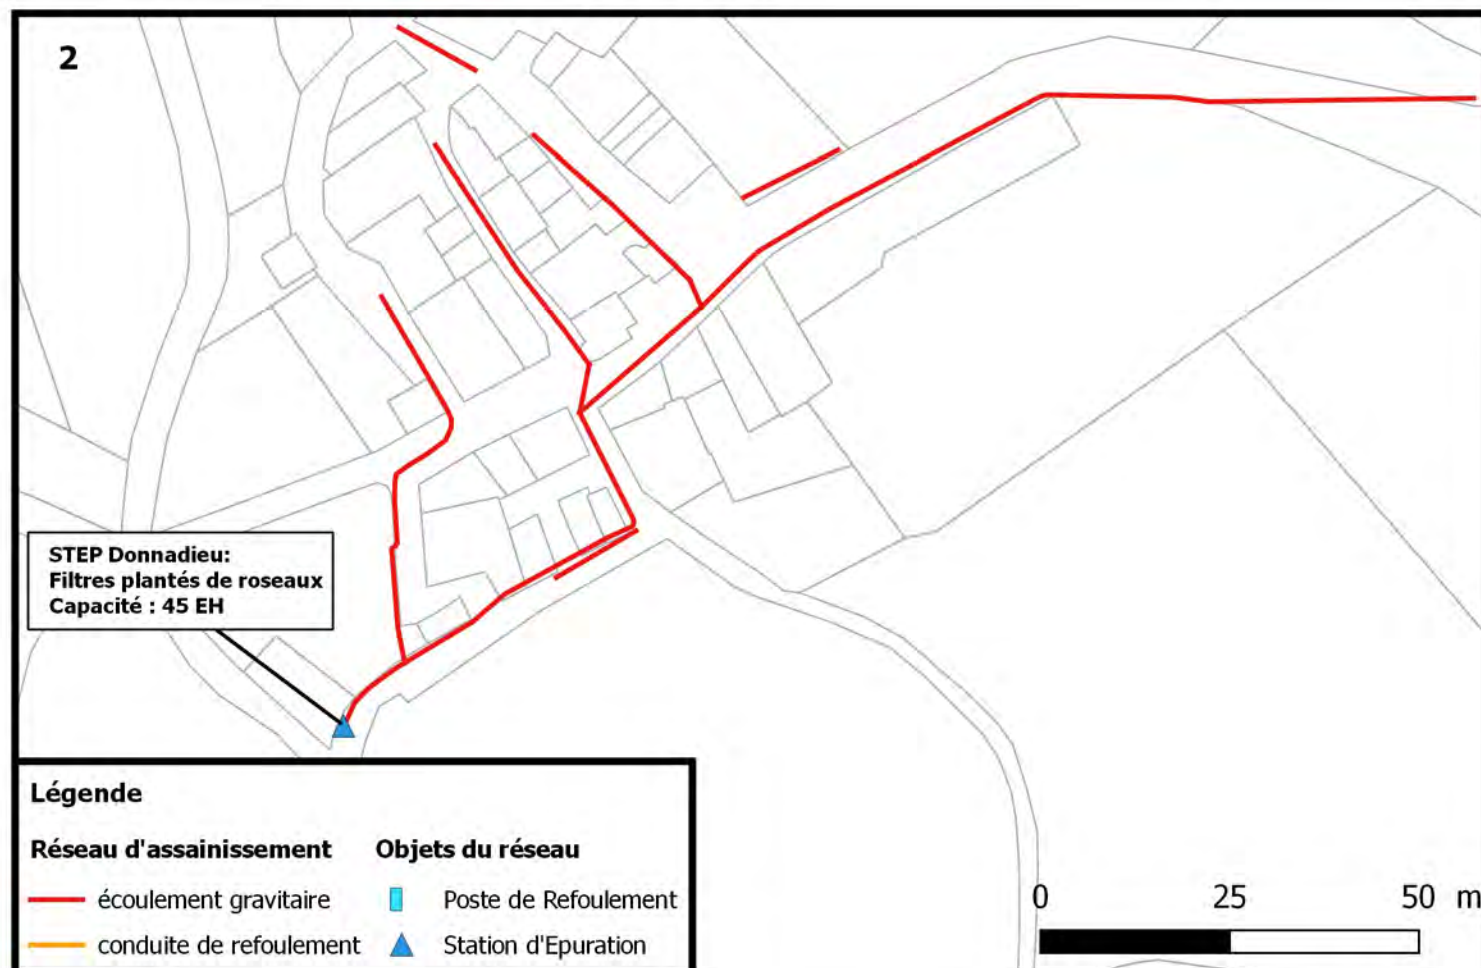 2
STEP Donnadieu:
Filtres plantés de roseaux
Capacité : 45 EH
Légende
Réseau d'assainissement
écoulement gravitaire
conduite de refoulement
Objets du réseau
Poste de Refoulement
Station d'Epuration
0 25 50 m